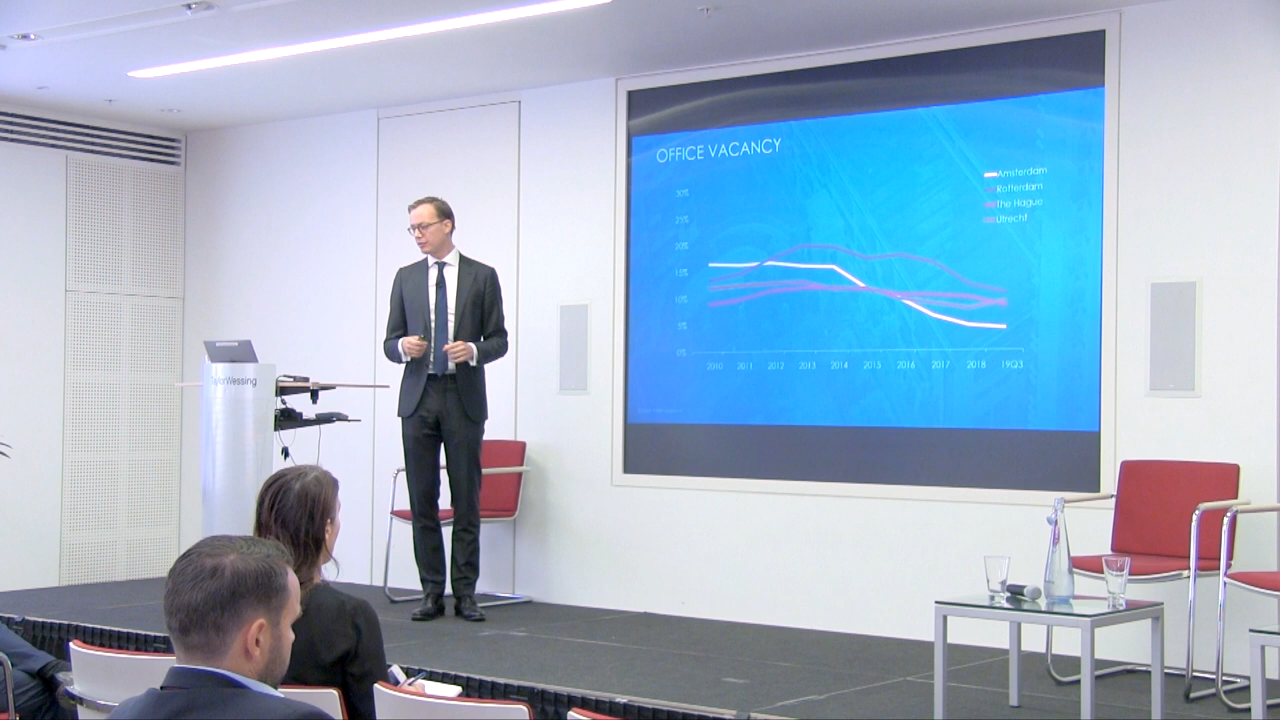 OFFICE VACANCY
Amsterdam
Rotterdam
The Hague
Utrecht
30%
25%
20%
15%
10%
5%
0%
2010 2011 2012 2013 2014 2015 2016 2017 2018 19Q3
TaylorWessing